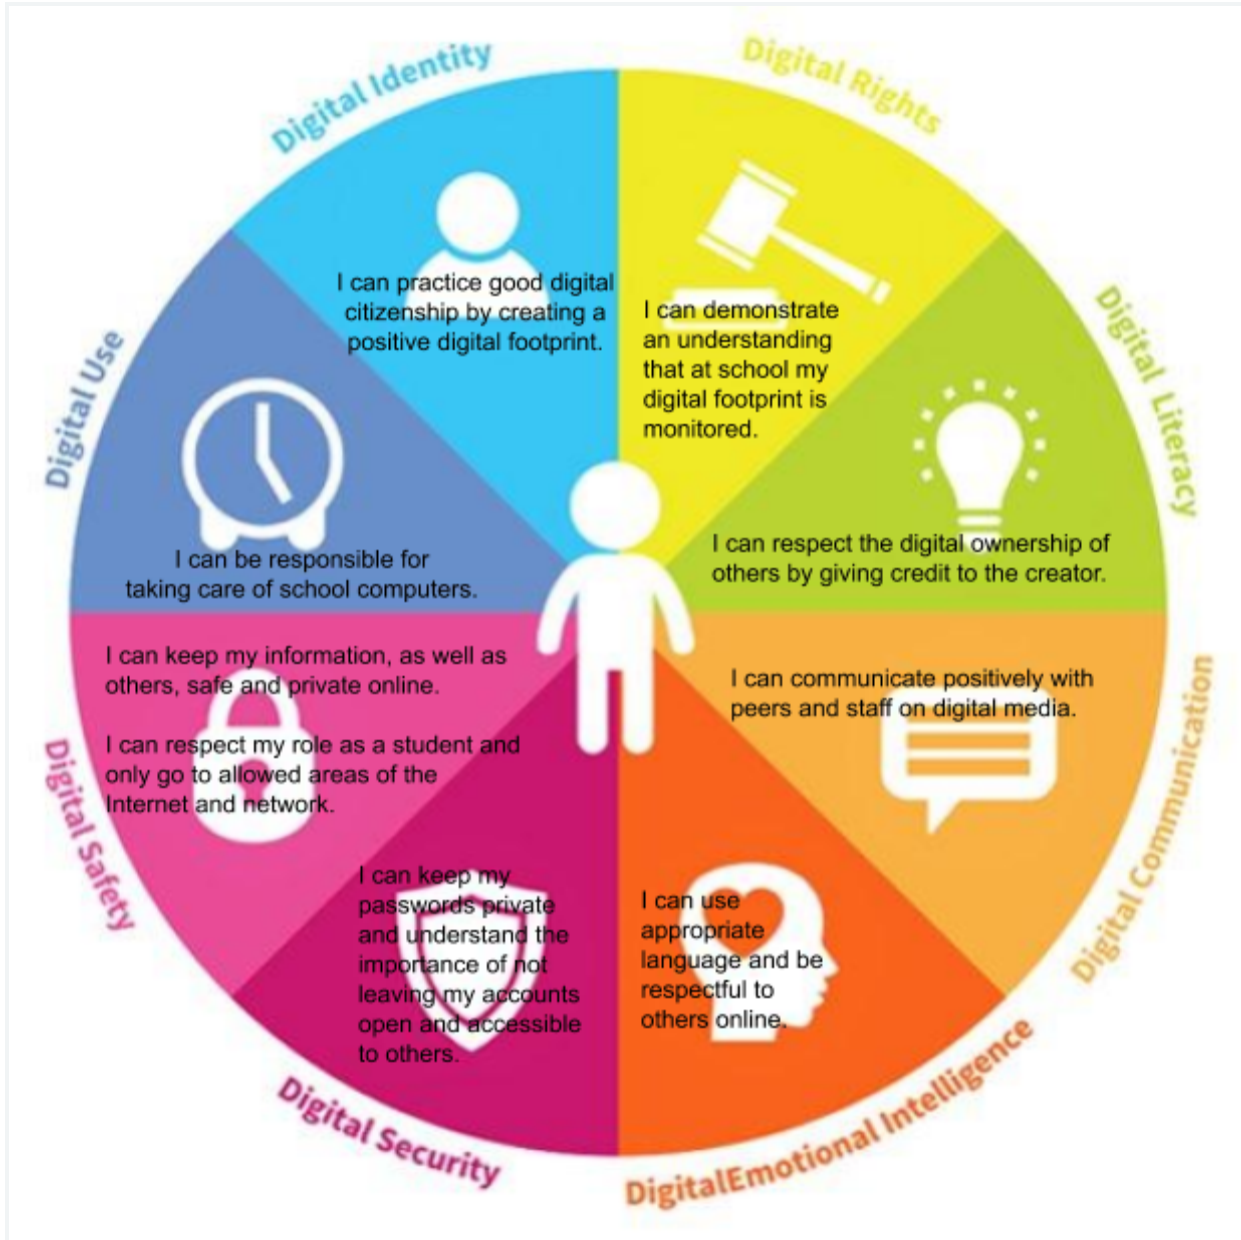 Digital Identity
I can practice good digital
citizenship by creating a
positive digital footprint.
Digital Rights
I can demonstrate
an understanding
that at school my
digital footprint is
monitored.
Digital Literacy
I can respect the digital ownership of
others by giving credit to the creator.
Digital Communication
I can communicate positively with
peers and staff on digital media.
DigitalEmotional Intelligence
I can use
appropriate
language and be
respectful to
others online.
Digital Security
I can keep my
passwords private
and understand the
importance of not
leaving my accounts
open and accessible
to others.
Digital Safety
I can keep my information, as well as
others, safe and private online.
I can respect my role as a student and
only go to allowed areas of the
Internet and network.
Digital Use
I can be responsible for
taking care of school computers.